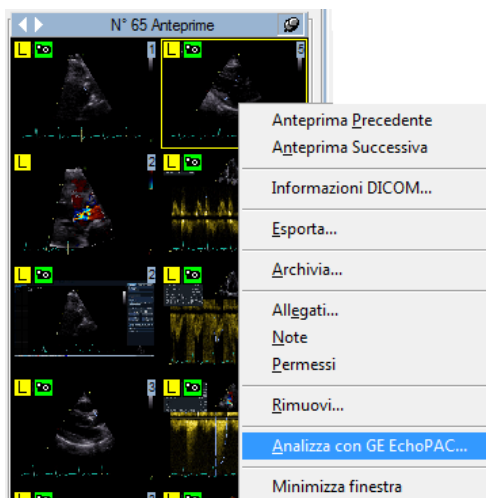 N° 65 Anteprime
L
1
L
5
L
2
L
L
2
L
L
3
L
Anteprima Precedente
Anteprima Successiva
Informazioni DICOM...
Esporta...
Archivia...
Allegati...
Note
Permessi
Rimuovi...
Analizza con GE EchoPAC...
Minimizza finestra